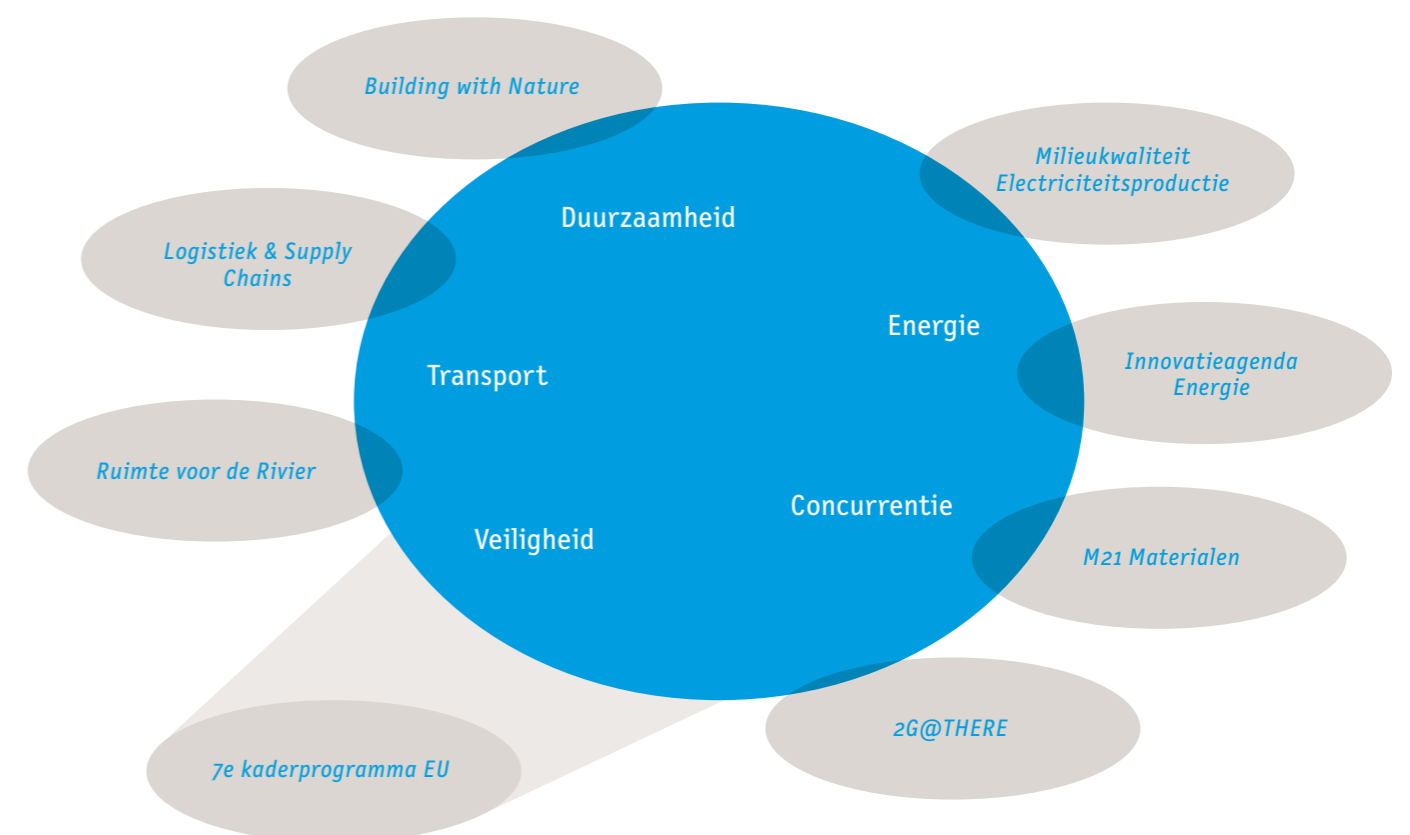 Building with Nature
Milieukwaliteit
Electriciteitsproductie
Duurzaamheid
Logistiek & Supply
Chains
Energie
Transport
Innovatieagenda
Energie
Ruimte voor de Rivier
Concurrentie
Veiligheid
M21 Materialen
2G@THERE
7e kaderprogramma EU